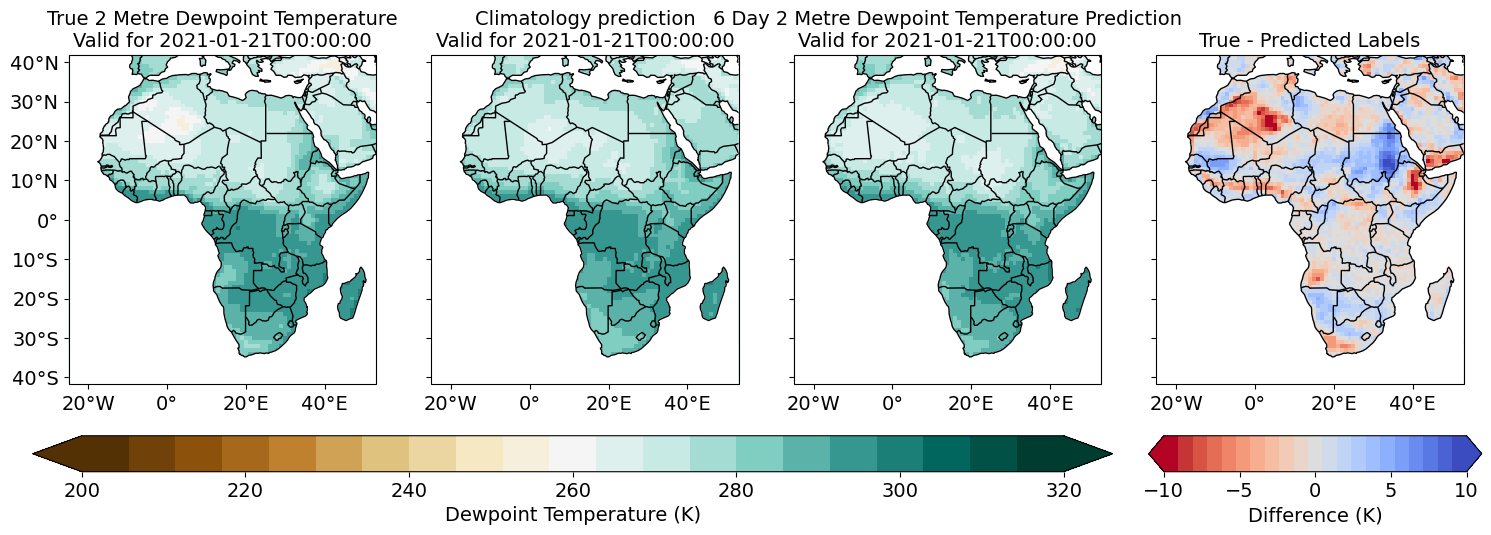 True 2 Metre Dewpoint Temperature
Valid for 2021-01-21T00:00:00
Climatology prediction
Valid for 2021-01-21T00:00:00
6 Day 2 Metre Dewpoint Temperature Prediction
Valid for 2021-01-21T00:00:00
True - Predicted Labels
40°N
30°N
20°N
10°N
0°
10°S
20°S
30°S
40°S
20°W 0° 20°E 40°E
20°W 0° 20°E 40°E
20°W 0° 20°E 40°E
20°W 0° 20°E 40°E
200 220 240 260 280 300 320
Dewpoint Temperature (K)
−10 −5 0 5 10
Difference (K)